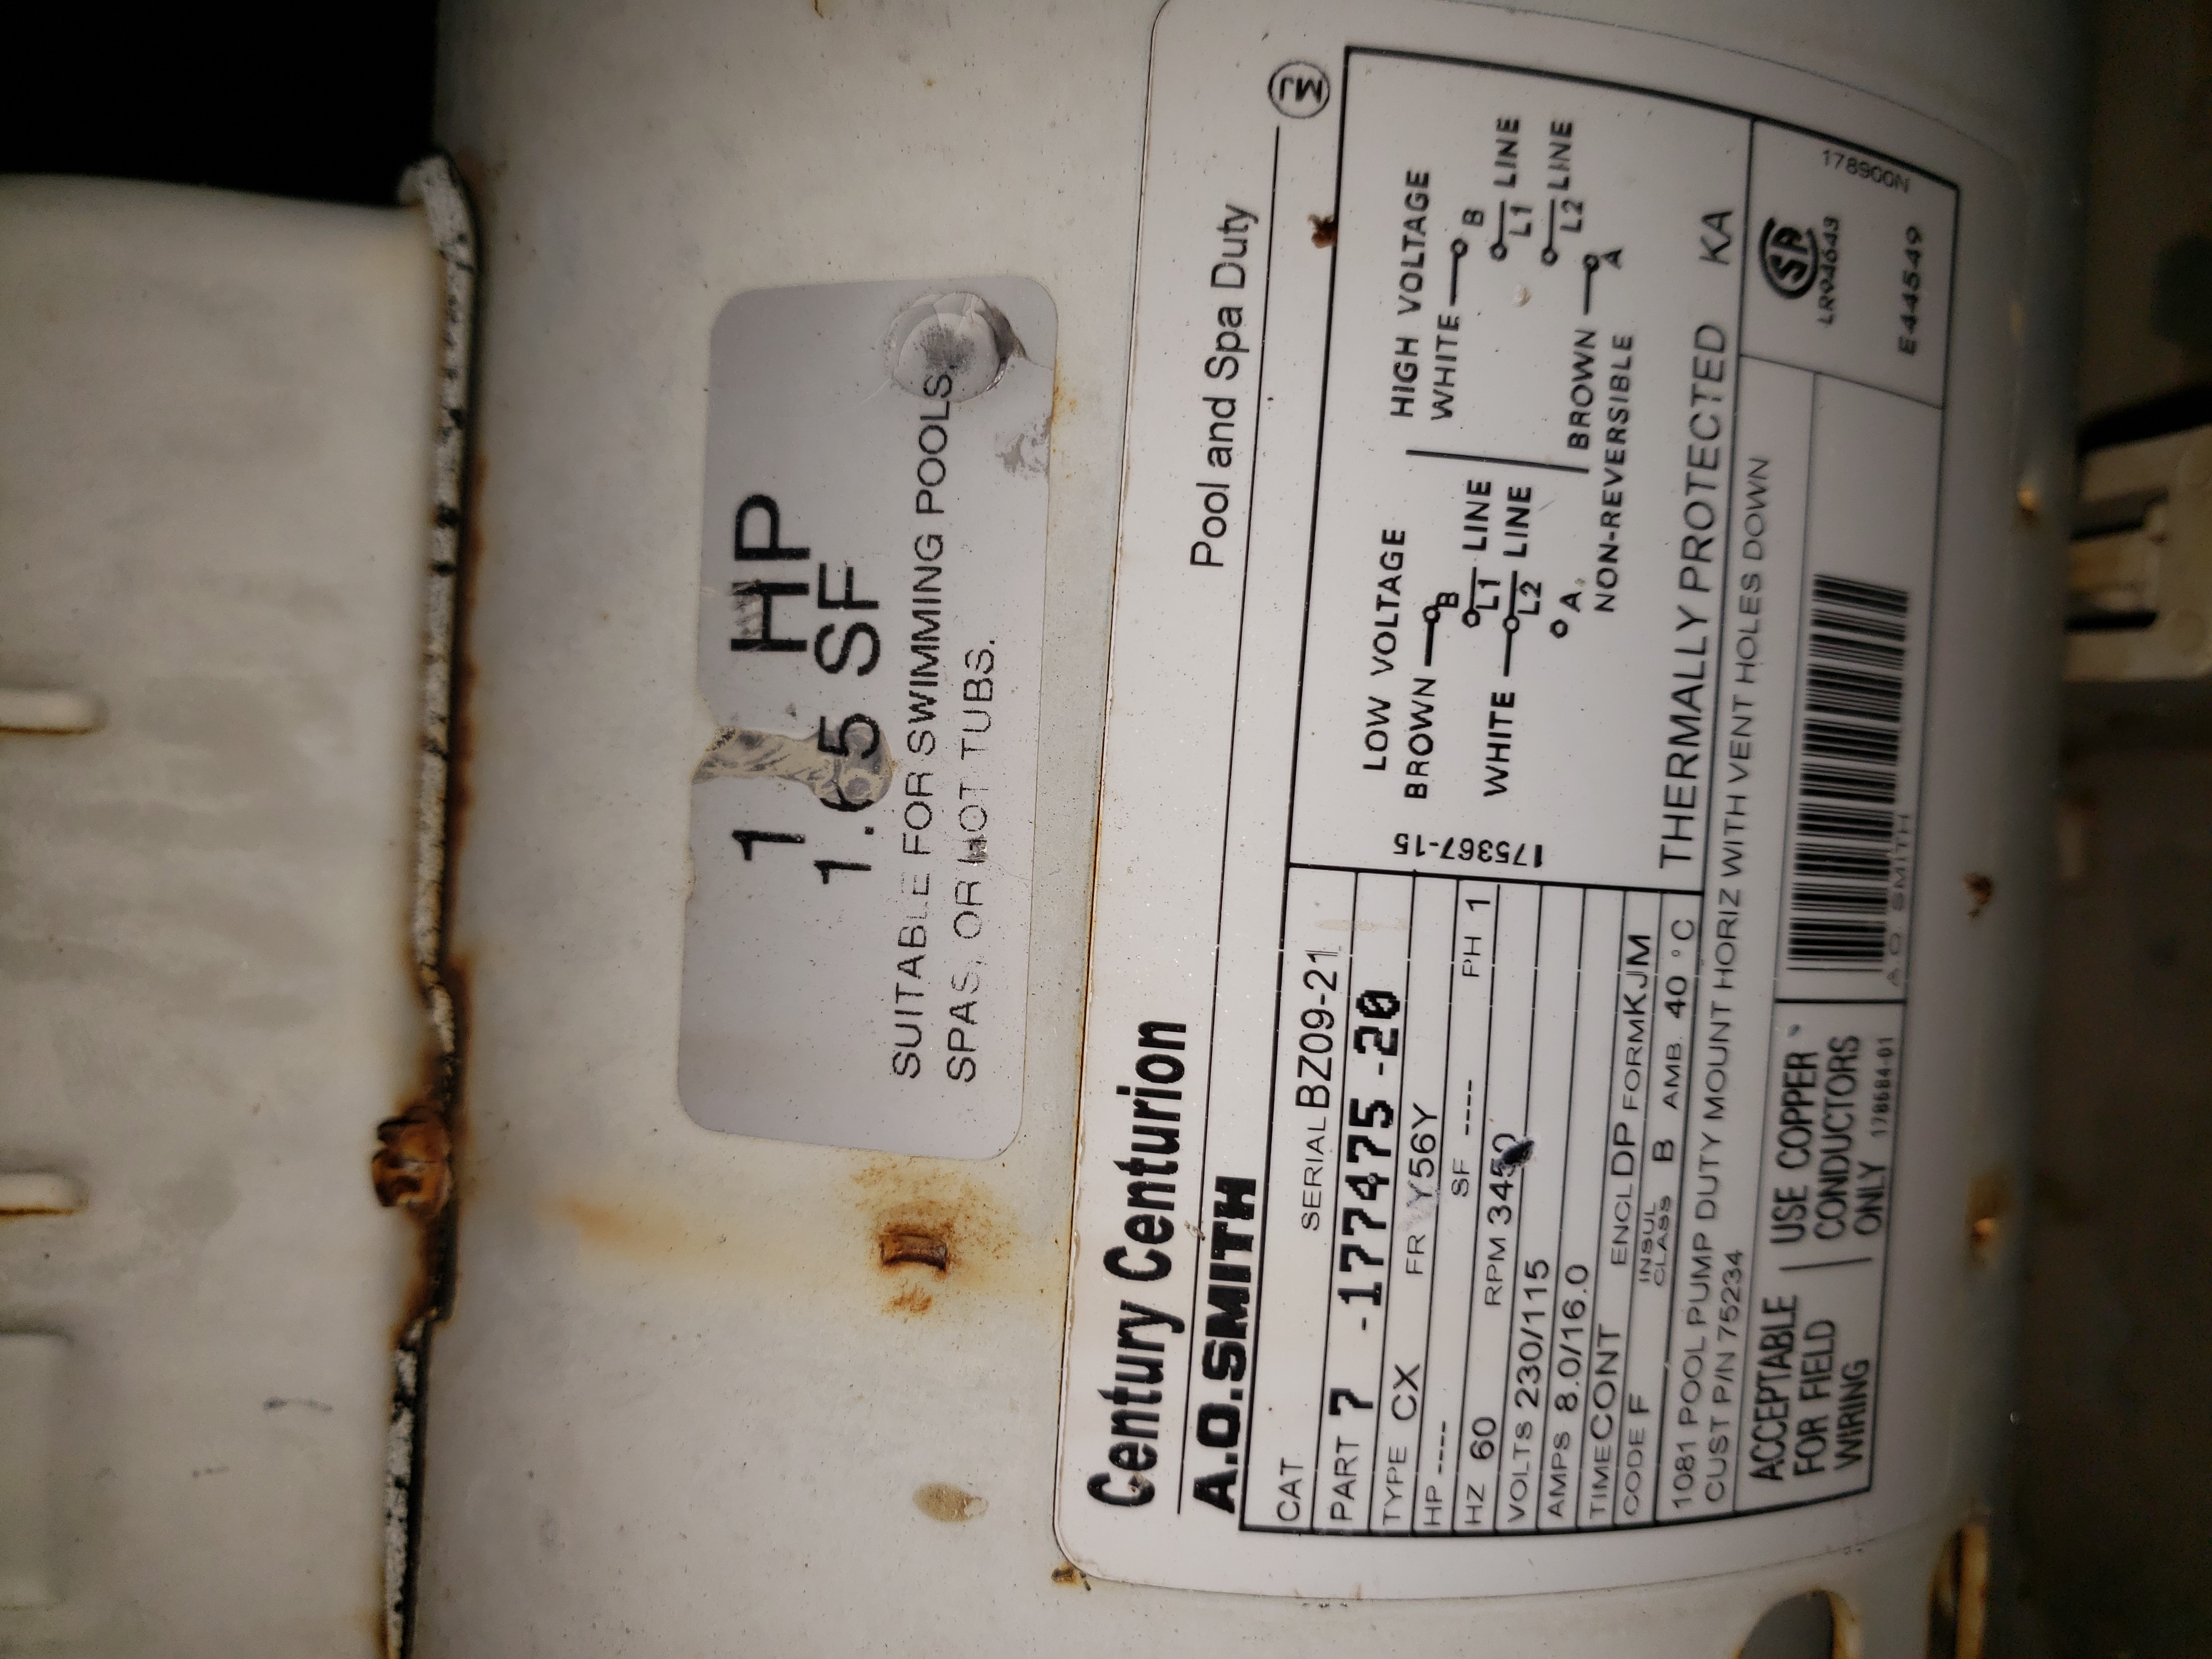 1 HP
1.65 SF
SUITABLE FOR SWIMMING POOLS,
SPAS, OR HOT TUBS.
Century Centurion
A.O.SMITH Pool and Spa Duty
CAT SERIAL BZ09-21
PART 7 -177475 -20
TYPE CX FR Y56Y
HP ---- SF ----
HZ 60 PH 1
VOLTS 230/115 RPM 3450
AMPS 8.0/16.0
TIME CONT ENCL DP FORM KJM
CODE F INSUL CLASS B AMB. 40 °C
175367-15
LOW VOLTAGE
BROWN B
L1 LINE
WHITE L2 LINE
A
HIGH VOLTAGE
WHITE B
L1 LINE
L2 LINE
BROWN A
NON-REVERSIBLE
THERMALLY PROTECTED KA
1081 POOL PUMP DUTY MOUNT HORIZ WITH VENT HOLES DOWN
CUST P/N 75234
ACCEPTABLE
FOR FIELD
WIRING
USE COPPER
CONDUCTORS
ONLY 178684-01
A O SMITH
SA
LR94643
E44549
178900N